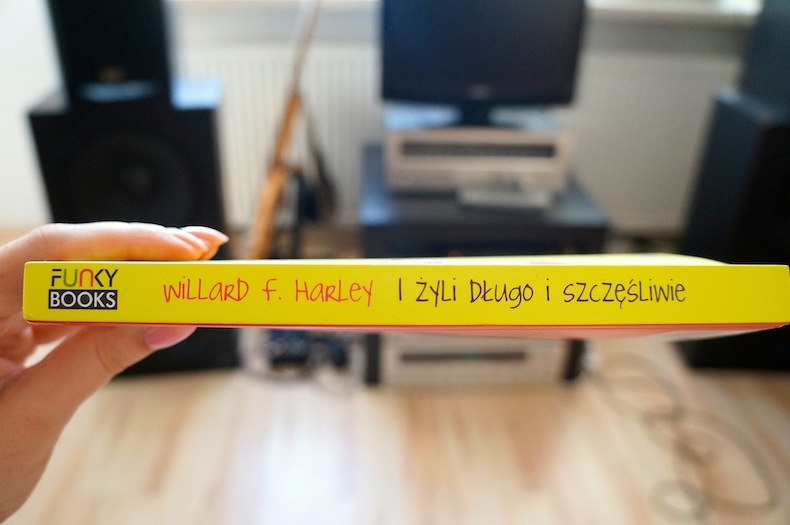 FUNKY
BOOKS
WILLARD F. HARLEY I ŻYLI DŁUGO I SZCZĘŚLIWIE